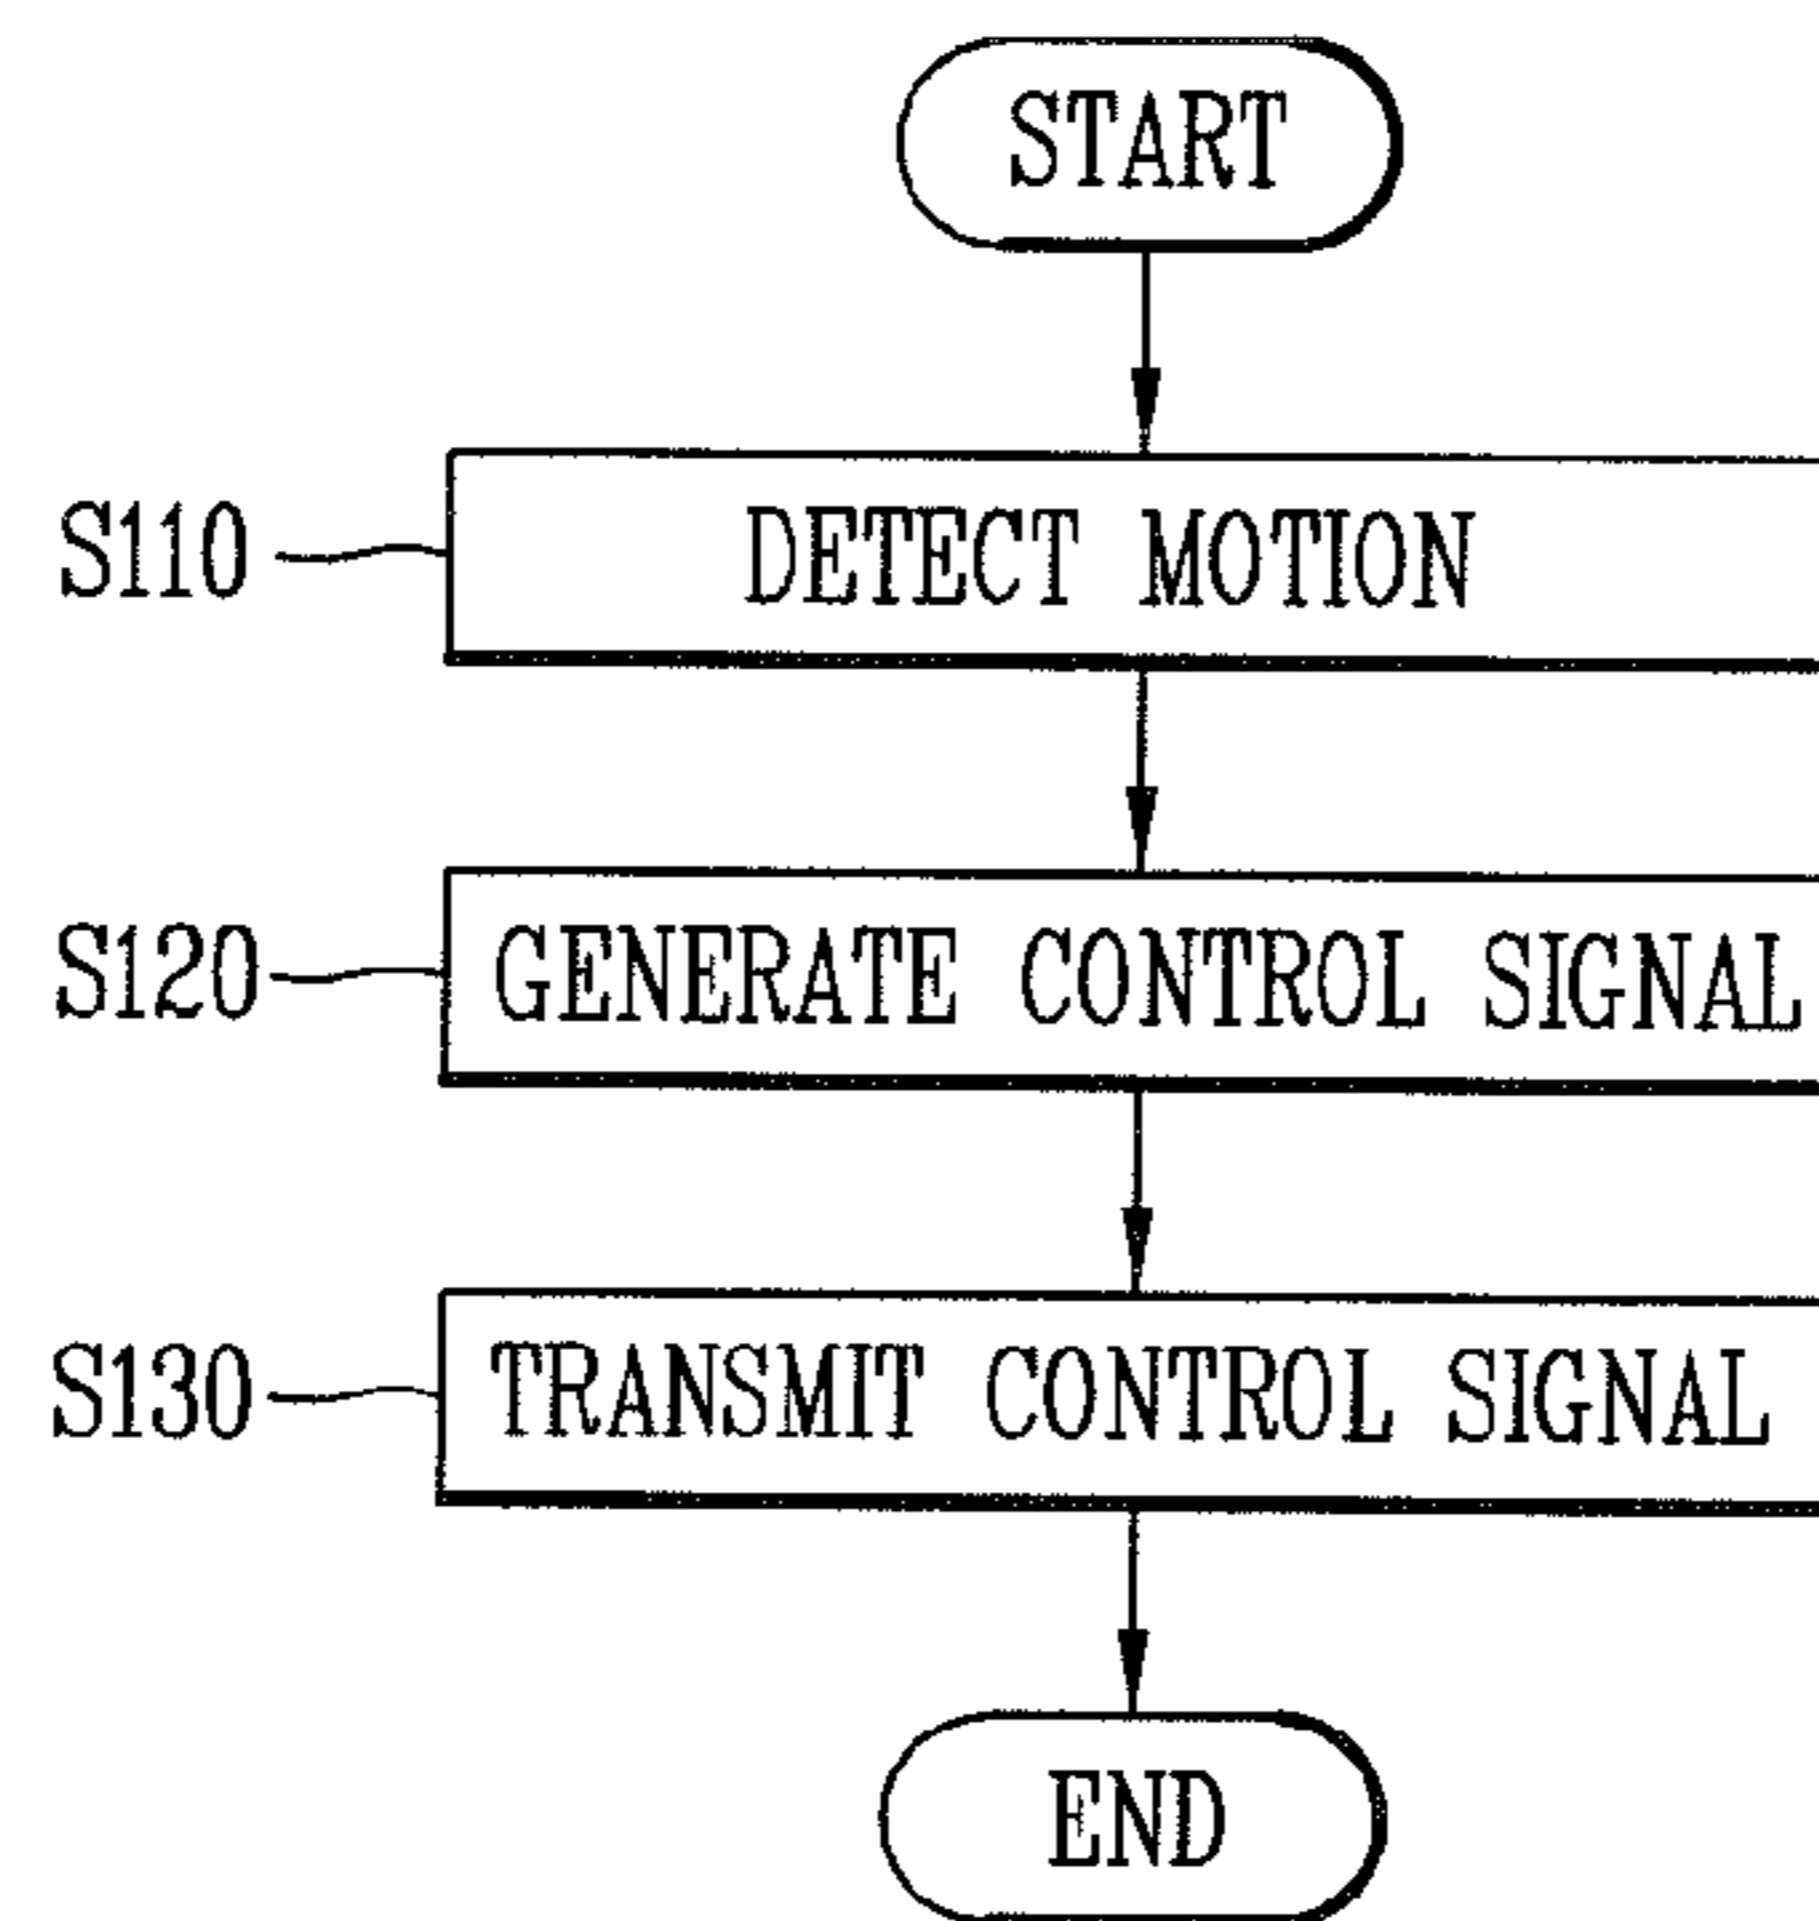 START
S110 DETECT MOTION
S120 GENERATE CONTROL SIGNAL
S130 TRANSMIT CONTROL SIGNAL
END